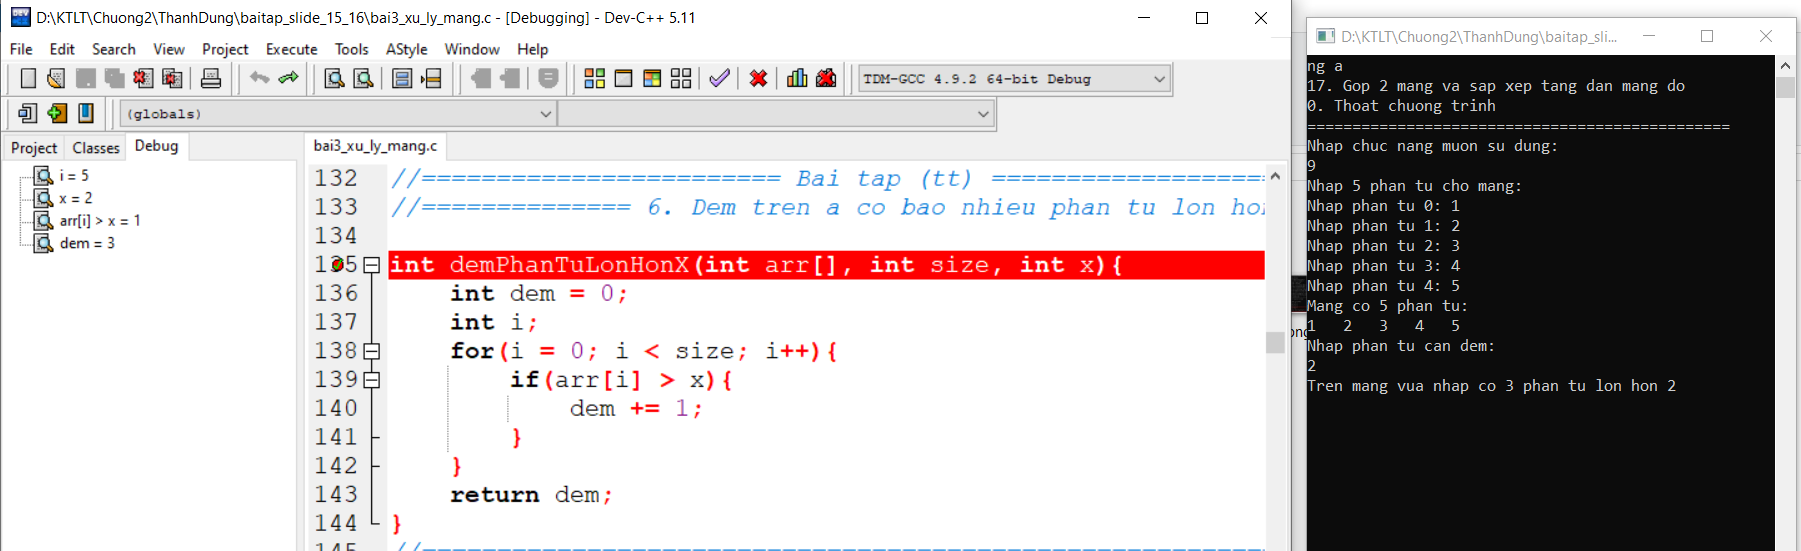 D:\KTLT\Chuong2\ThanhDung\baitap_slide_15_16\bai3_xu_ly_mang.c - [Debugging] - Dev-C++ 5.11
File Edit Search View Project Execute Tools AStyle Window Help
TDM-GCC 4.9.2 64-bit Debug
(globals)
Project Classes Debug
i = 5
x = 2
arr[i] > x = 1
dem = 3
bai3_xu_ly_mang.c
132 //======================== Bai tap (tt) ===================
133 //============== 6. Dem tren a co bao nhieu phan tu lon hon
134
135 int demPhanTuLonHonX(int arr[], int size, int x){
136 int dem = 0;
137 int i;
138 for(i = 0; i < size; i++){
139 if(arr[i] > x){
140 dem += 1;
141 }
142 }
143 return dem;
144 }
145 //
D:\KTLT\Chuong2\ThanhDung\baitap_sli...
ng a
17. Gop 2 mang va sap xep tang dan mang do
0. Thoat chuong trinh
===============================================
Nhap chuc nang muon su dung:
9
Nhap 5 phan tu cho mang:
Nhap phan tu 0: 1
Nhap phan tu 1: 2
Nhap phan tu 2: 3
Nhap phan tu 3: 4
Nhap phan tu 4: 5
Mang co 5 phan tu:
1 2 3 4 5
Nhap phan tu can dem:
2
Tren mang vua nhap co 3 phan tu lon hon 2